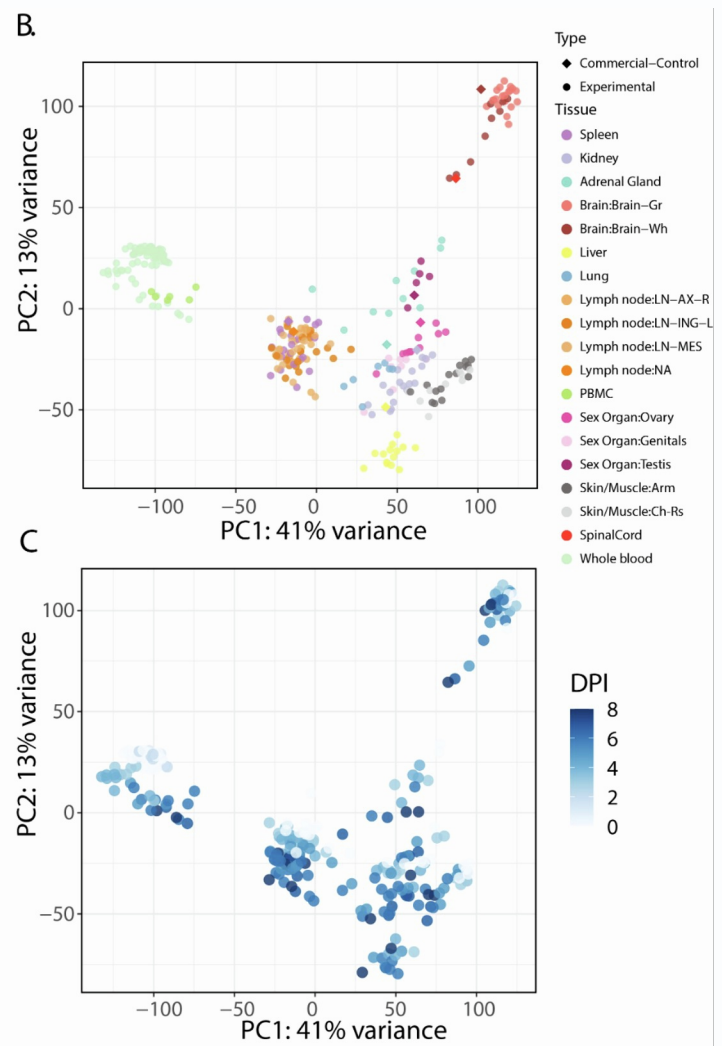 B.
100
50
0
−50
PC2: 13% variance
−100
−50
0
50
100
PC1: 41% variance
Type
Commercial−Control
Experimental
Tissue
Spleen
Kidney
Adrenal Gland
Brain:Brain−Gr
Brain:Brain−Wh
Liver
Lung
Lymph node:LN−AX−R
Lymph node:LN−ING−L
Lymph node:LN−MES
Lymph node:NA
PBMC
Sex Organ:Ovary
Sex Organ:Genitals
Sex Organ:Testis
Skin/Muscle:Arm
Skin/Muscle:Ch−Rs
SpinalCord
Whole blood
C
100
50
0
−50
PC2: 13% variance
−100
−50
0
50
100
PC1: 41% variance
DPI
8
6
4
2
0